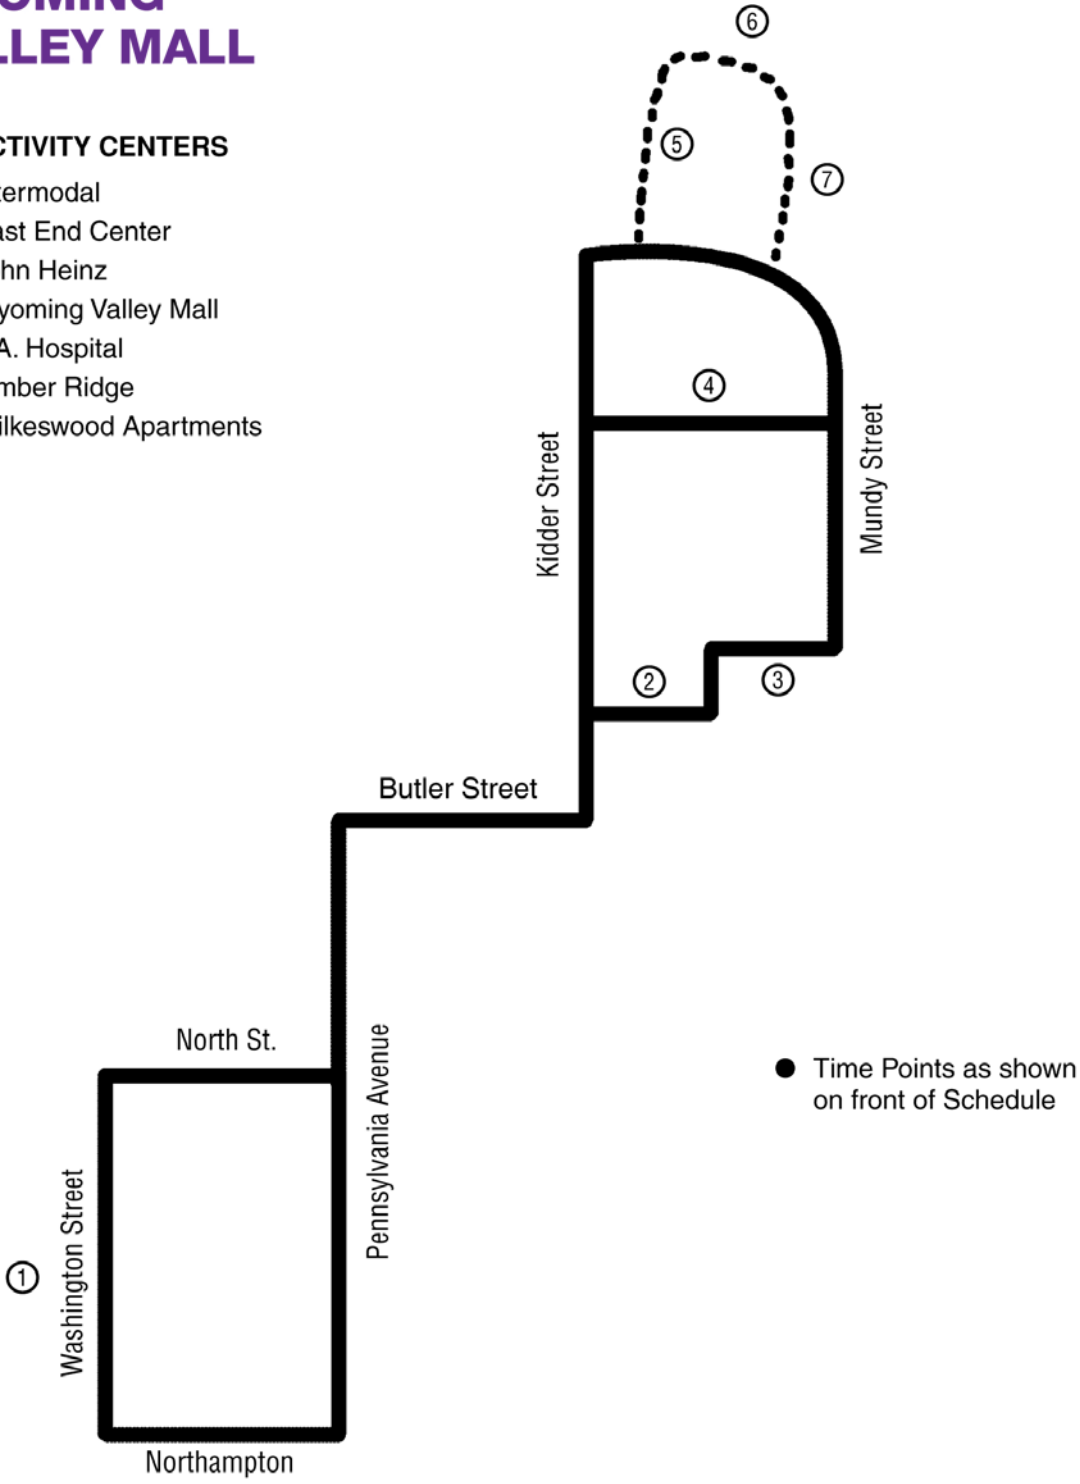 OMING
LLEY MALL
CTIVITY CENTERS
termodal
ast End Center
hn Heinz
yoming Valley Mall
A. Hospital
mber Ridge
ilkeswood Apartments
6
5
7
4
Kidder Street
Mundy Street
2
3
Butler Street
North St.
Pennsylvania Avenue
Washington Street
1
Northampton
Time Points as shown
on front of Schedule